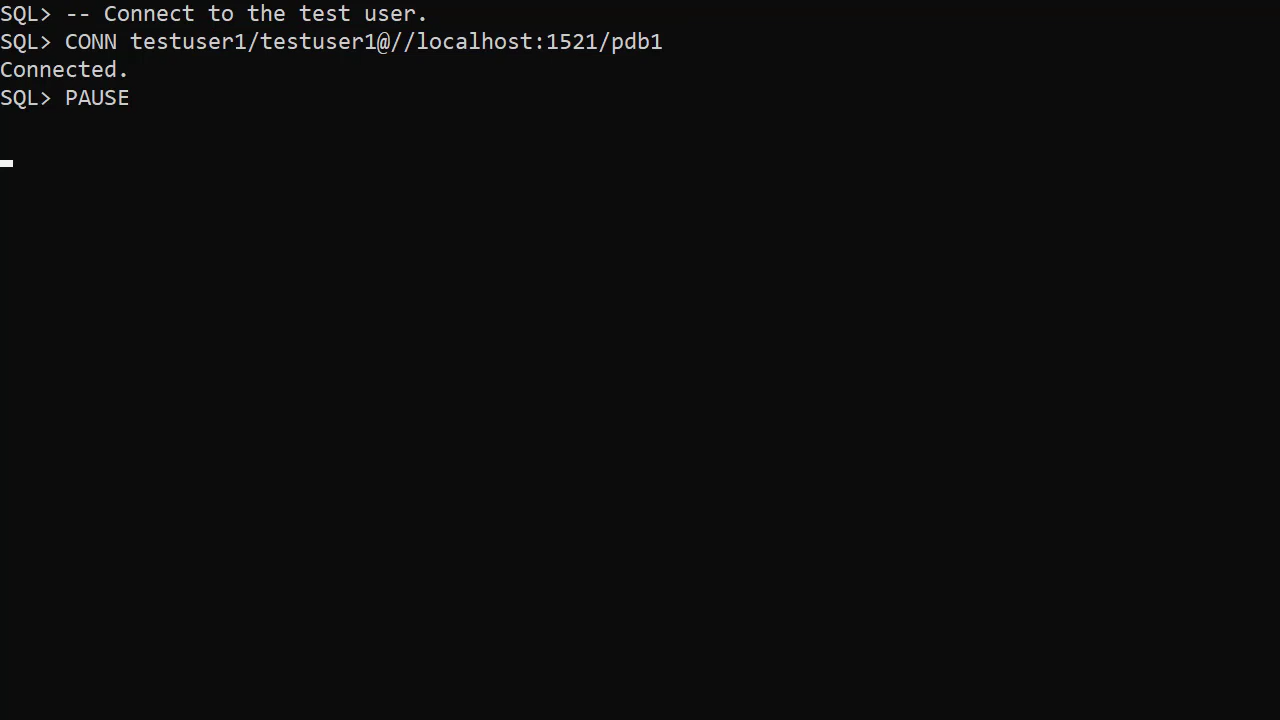 SQL> -- Connect to the test user.
SQL> CONN testuser1/testuser1@//localhost:1521/pdb1
Connected.
SQL> PAUSE